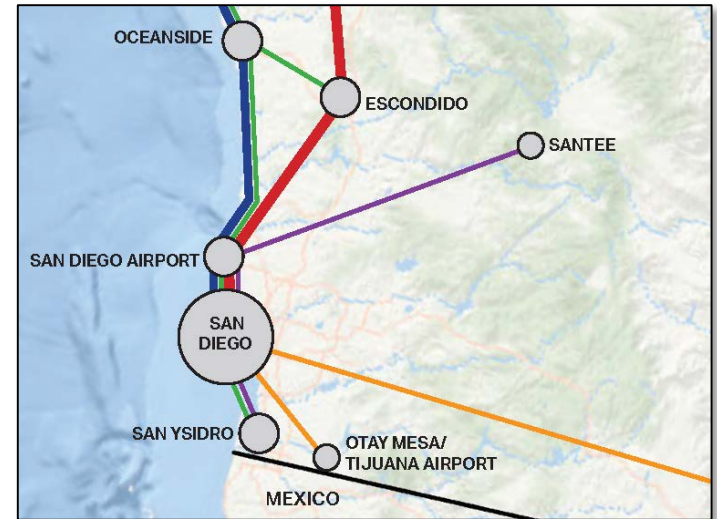 OCEANSIDE
ESCONDIDO
SANTEE
SAN DIEGO AIRPORT
SAN
DIEGO
SAN YSIDRO
OTAY MESA/
TIJUANA AIRPORT
MEXICO